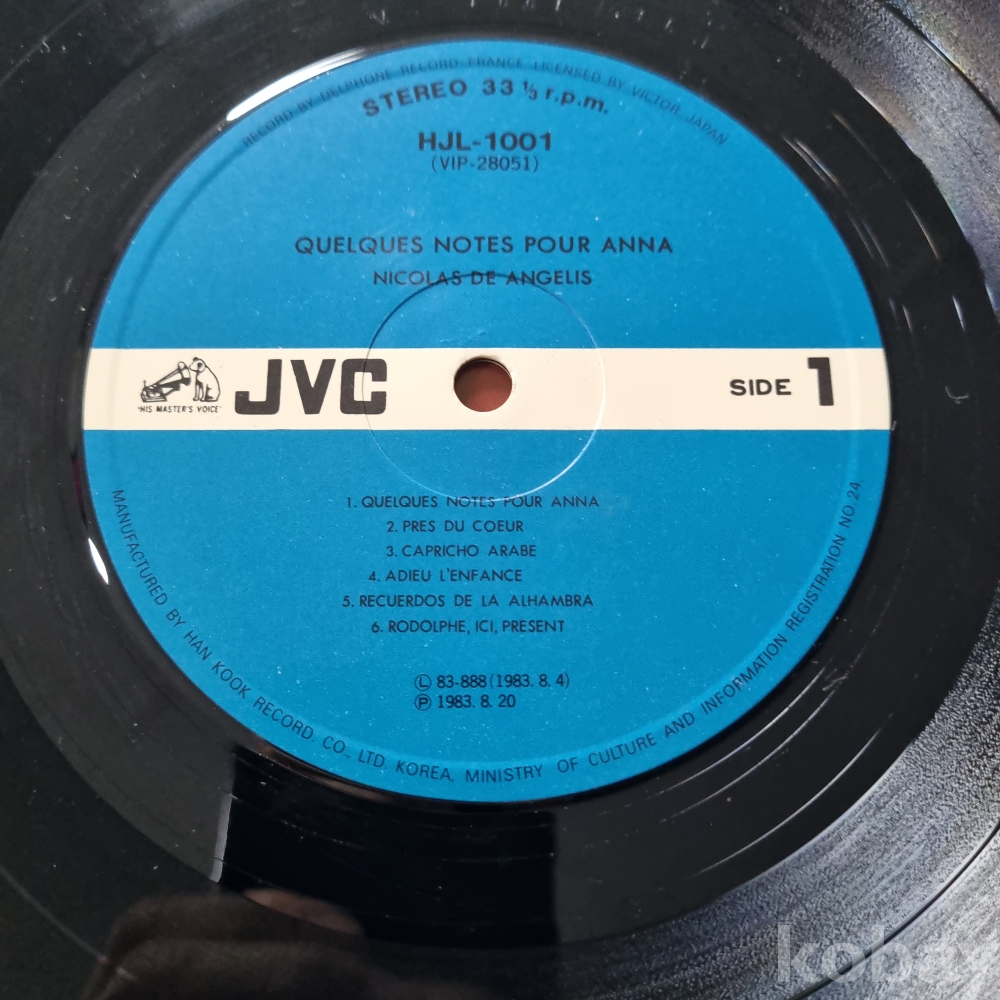 RECORD BY DELPHONE RECORD FRANCE LICENSED BY VICTOR JAPAN
STEREO 33 ⅓ r.p.m.
HJL-1001
(VIP-28051)
QUELQUES NOTES POUR ANNA
NICOLAS DE ANGELIS
"HIS MASTER'S VOICE"
JVC
SIDE 1
1. QUELQUES NOTES POUR ANNA
2. PRES DU COEUR
3. CAPRICHO ARABE
4. ADIEU L'ENFANCE
5. RECUERDOS DE LA ALHAMBRA
6. RODOLPHE, ICI, PRESENT
Ⓛ 83-888 (1983. 8. 4)
Ⓟ 1983. 8. 20
MANUFACTURED BY HAN KOOK RECORD. CO., LTD. KOREA. MINISTRY OF CULTURE AND INFORMATION REGISTRATION NO. 24